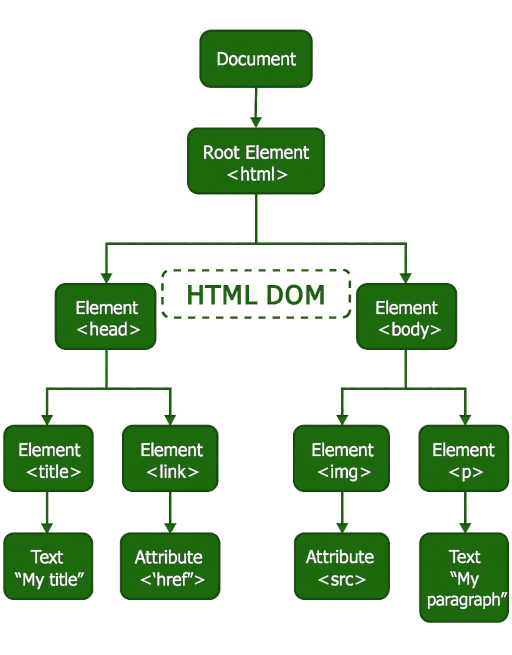 Document
Root Element
<html>
HTML DOM
Element
<head>
Element
<body>
Element
<title>
Element
<link>
Element
<img>
Element
<p>
Text
“My title”
Attribute
<‘href”>
Attribute
<src>
Text
“My
paragraph”